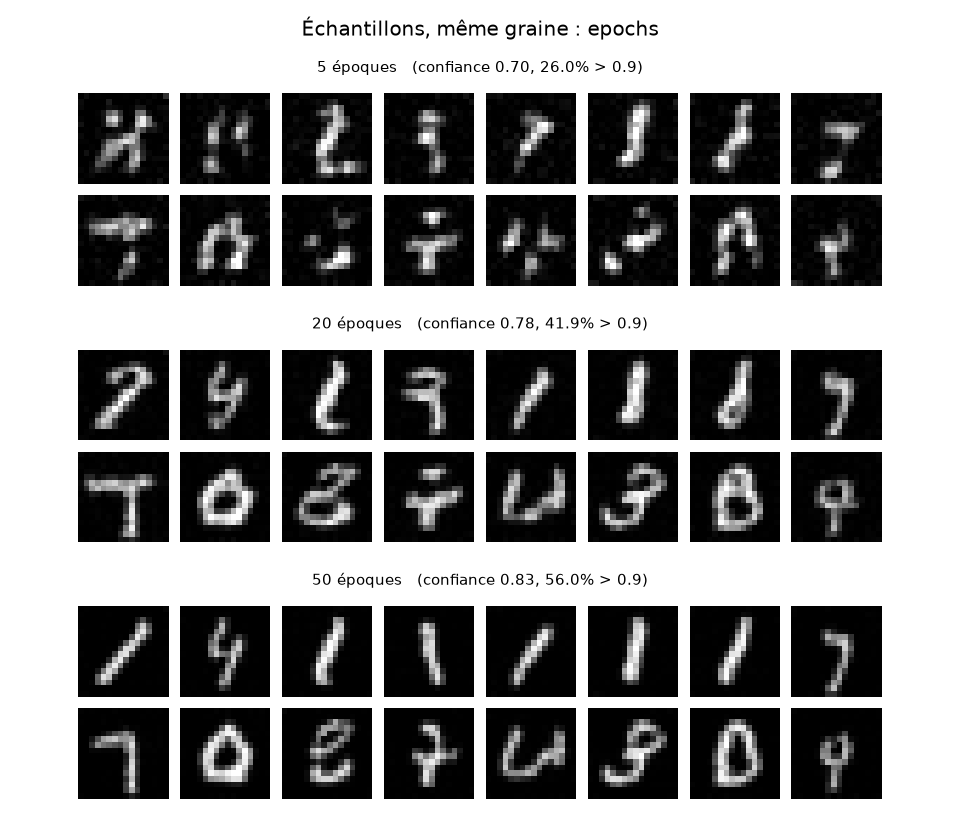 Échantillons, même graine : epochs
5 époques (confiance 0.70, 26.0% > 0.9)
20 époques (confiance 0.78, 41.9% > 0.9)
50 époques (confiance 0.83, 56.0% > 0.9)